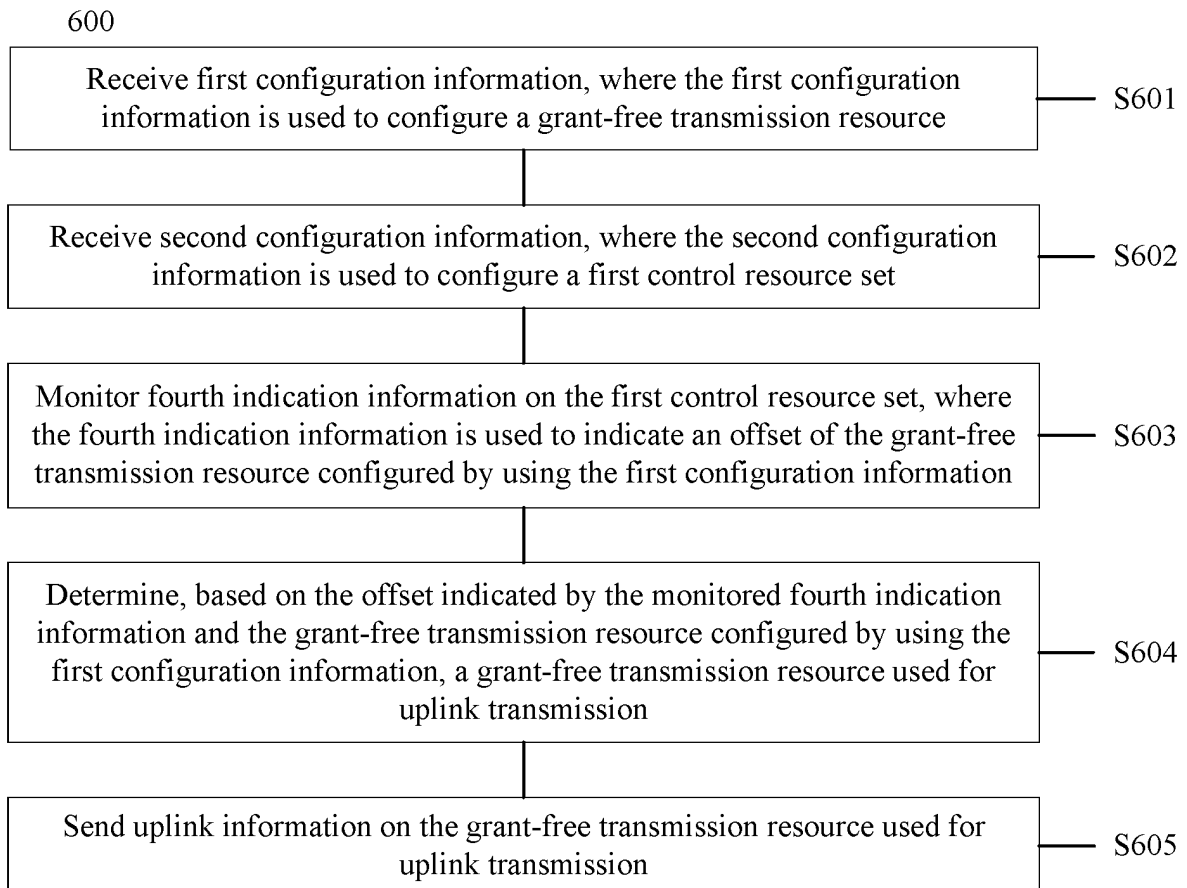 600
Receive first configuration information, where the first configuration
information is used to configure a grant-free transmission resource
S601
Receive second configuration information, where the second configuration
information is used to configure a first control resource set
S602
Monitor fourth indication information on the first control resource set, where
the fourth indication information is used to indicate an offset of the grant-free
transmission resource configured by using the first configuration information
S603
Determine, based on the offset indicated by the monitored fourth indication
information and the grant-free transmission resource configured by using the
first configuration information, a grant-free transmission resource used for
uplink transmission
S604
Send uplink information on the grant-free transmission resource used for
uplink transmission
S605